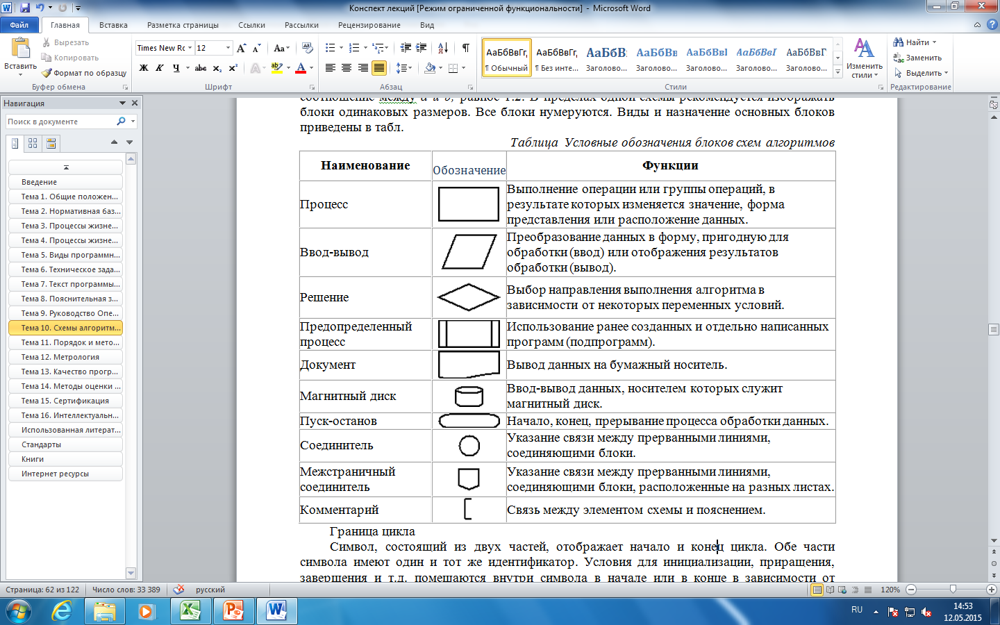 Конспект лекций [Режим ограниченной функциональности] - Microsoft Word
Файл Главная Вставка Разметка страницы Ссылки Рассылки Рецензирование Вид
Вставить
Вырезать
Копировать
Формат по образцу
Буфер обмена
Times New Rc 12
Ж К Ч abc x₂ x²
Шрифт
Абзац
АаБбВвГг, АаБбВвГг, АаБбВ АаБбВв АаБбВвІ АаБбВвІ АаБбВвГ
¶ Обычный ¶ Без инте... Заголово... Заголово... Заголово... Заголово... Заголово...
Стили
Изменить стили
Найти
Заменить
Выделить
Редактирование
Навигация
Поиск в документе
Введение
Тема 1. Общие положен...
Тема 2. Нормативная баз...
Тема 3. Процессы жизне...
Тема 4. Процессы жизне...
Тема 5. Виды программн...
Тема 6. Техническое зада...
Тема 7. Текст программы...
Тема 8. Пояснительная з...
Тема 9. Руководство Опе...
Тема 10. Схемы алгоритм...
Тема 11. Порядок и мето...
Тема 12. Метрология
Тема 13. Качество прогр...
Тема 14. Методы оценки ...
Тема 15. Сертификация
Тема 16. Интеллектуальн...
Использованная литерат...
Стандарты
Книги
Интернет ресурсы
соотношение между a и b, равное 1:2. В пределах одной схемы рекомендуется изображать
блоки одинаковых размеров. Все блоки нумеруются. Виды и назначение основных блоков
приведены в табл.
Таблица Условные обозначения блоков схем алгоритмов
Наименование Обозначение Функции
Процесс
Выполнение операции или группы операций, в
результате которых изменяется значение, форма
представления или расположение данных.
Ввод-вывод
Преобразование данных в форму, пригодную для
обработки (ввод) или отображения результатов
обработки (вывод).
Решение
Выбор направления выполнения алгоритма в
зависимости от некоторых переменных условий.
Предопределенный
процесс
Использование ранее созданных и отдельно написанных
программ (подпрограмм).
Документ
Вывод данных на бумажный носитель.
Магнитный диск
Ввод-вывод данных, носителем которых служит
магнитный диск.
Пуск-останов
Начало, конец, прерывание процесса обработки данных.
Соединитель
Указание связи между прерванными линиями,
соединяющими блоки.
Межстраничный
соединитель
Указание связи между прерванными линиями,
соединяющими блоки, расположенные на разных листах.
Комментарий
Связь между элементом схемы и пояснением.
Граница цикла
Символ, состоящий из двух частей, отображает начало и конец цикла. Обе части
символа имеют один и тот же идентификатор. Условия для инициализации, приращения,
завершения и т.д. помещаются внутри символа в начале или в конце в зависимости от
Страница: 62 из 122 Число слов: 33 389 русский 120%
RU 14:53
12.05.2015